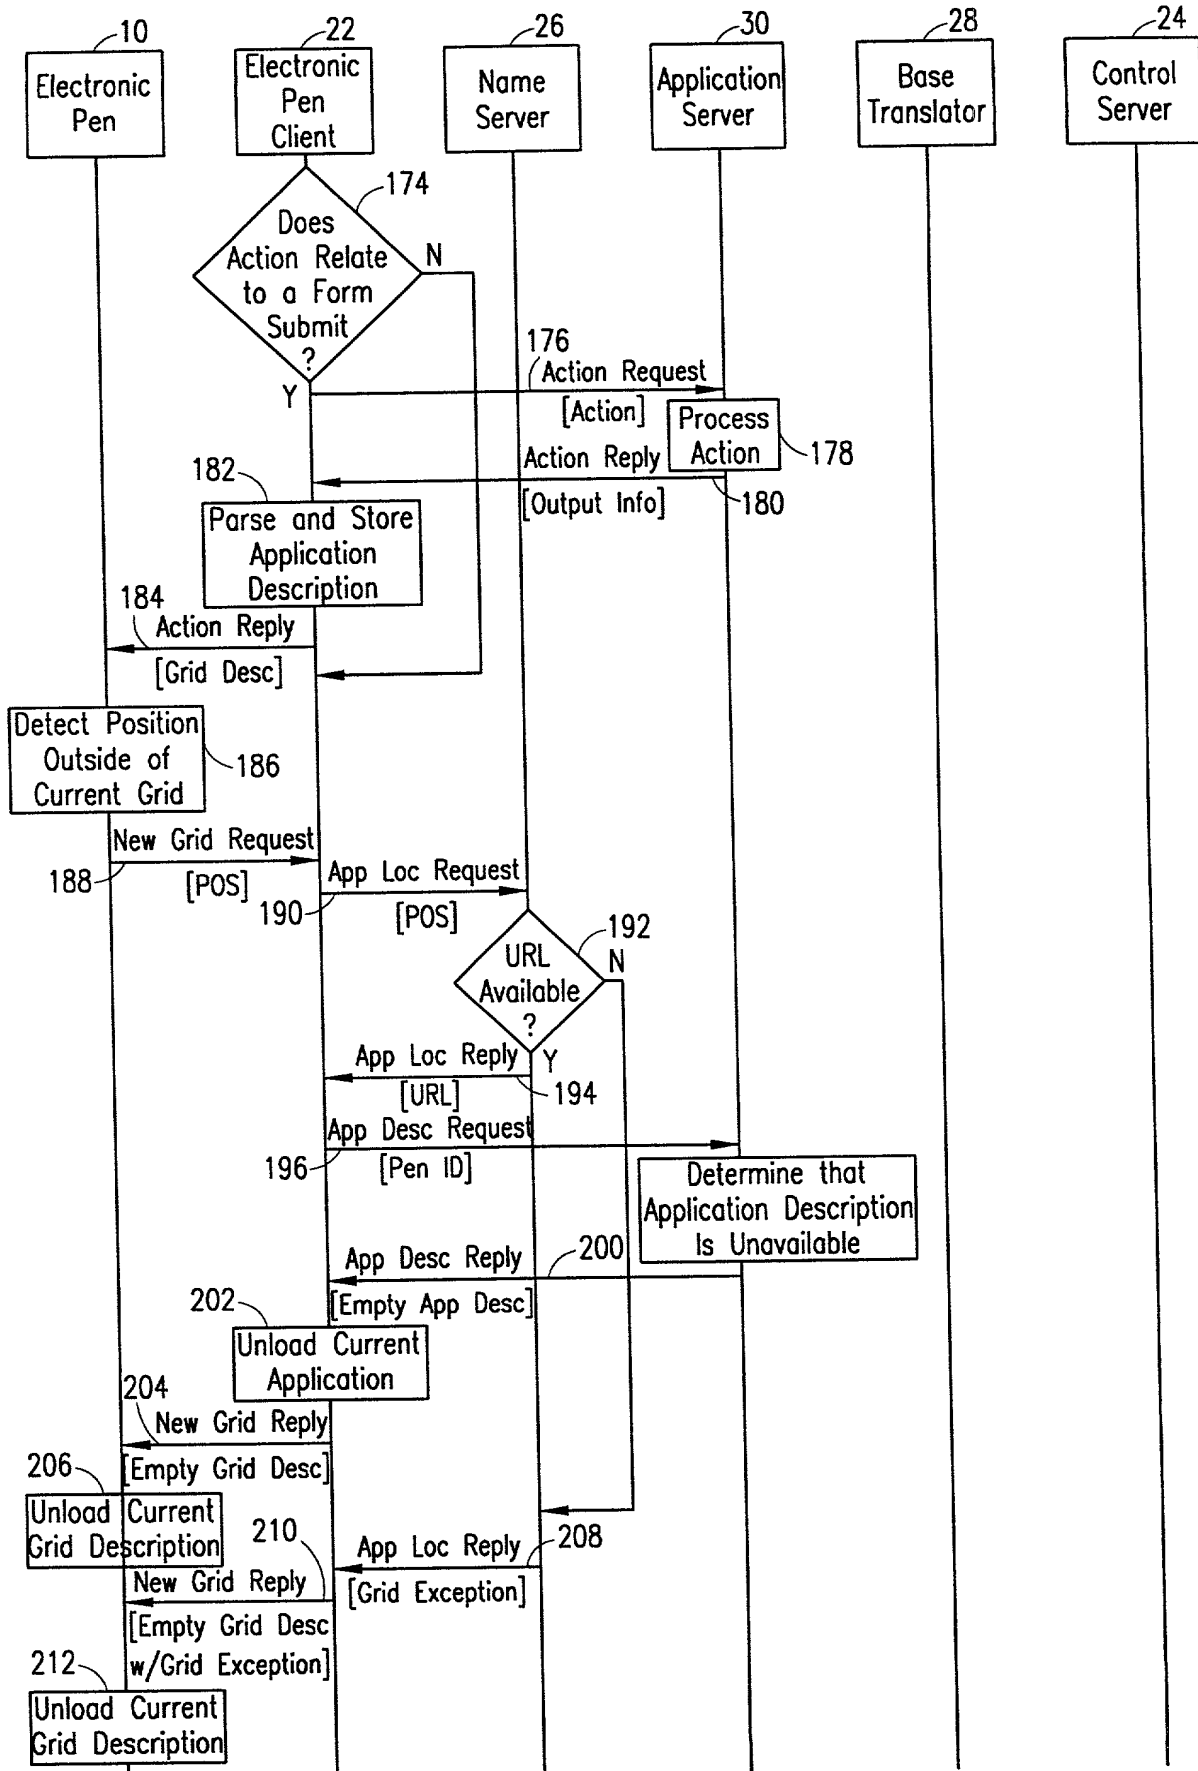 10
22
26
30
28
24
Electronic
Pen
Electronic
Pen
Client
Name
Server
Application
Server
Base
Translator
Control
Server
174
Does
Action Relate
to a Form
Submit
?
N
Y
176
Action Request
[Action]
Process
Action
178
Action Reply
[Output Info]
180
182
Parse and Store
Application
Description
184
Action Reply
[Grid Desc]
Detect Position
Outside of
Current Grid
186
New Grid Request
188
[POS]
App Loc Request
190
[POS]
192
URL
Available
?
N
Y
App Loc Reply
[URL]
194
App Desc Request
196
[Pen ID]
Determine that
Application Description
Is Unavailable
App Desc Reply
200
[Empty App Desc]
202
Unload Current
Application
204
New Grid Reply
[Empty Grid Desc]
206
Unload Current
Grid Description
App Loc Reply
208
[Grid Exception]
210
New Grid Reply
[Empty Grid Desc
w/Grid Exception]
212
Unload Current
Grid Description